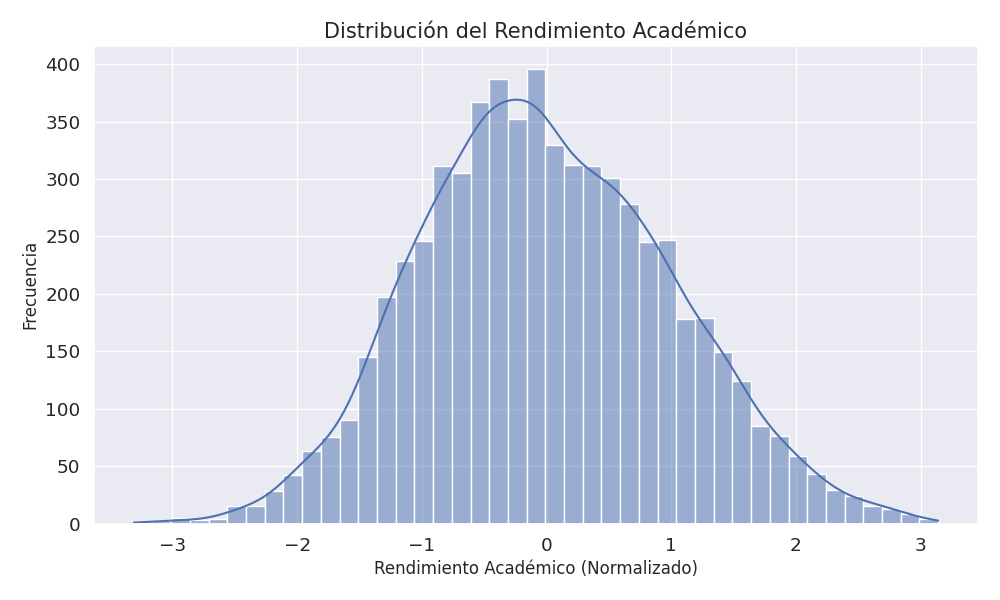 Distribución del Rendimiento Académico
Frecuencia
400
350
300
250
200
150
100
50
0
−3 −2 −1 0 1 2 3
Rendimiento Académico (Normalizado)